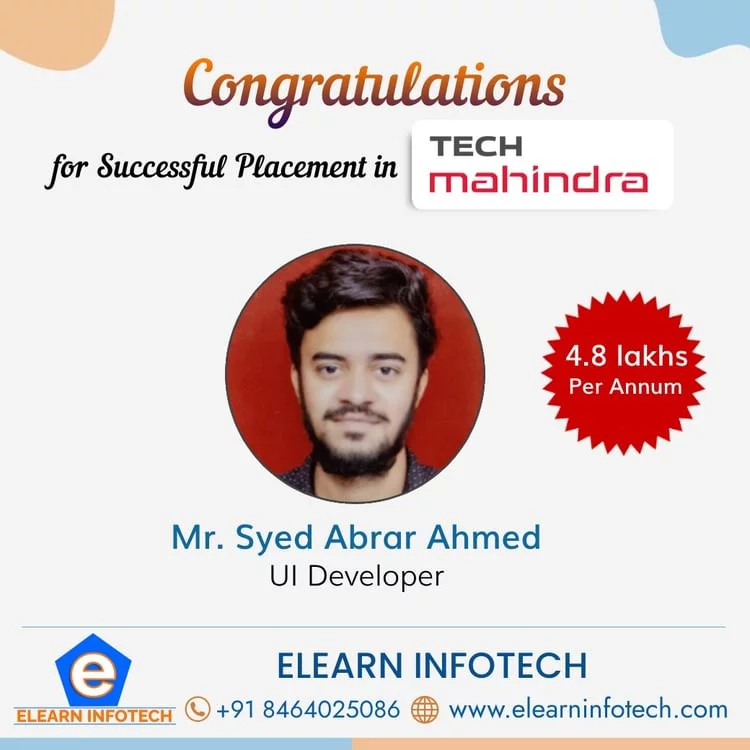 Congratulations
for Successful Placement in
TECH
mahindra
4.8 lakhs
Per Annum
Mr. Syed Abrar Ahmed
UI Developer
e
ELEARN INFOTECH
ELEARN INFOTECH
+91 8464025086
www.elearninfotech.com